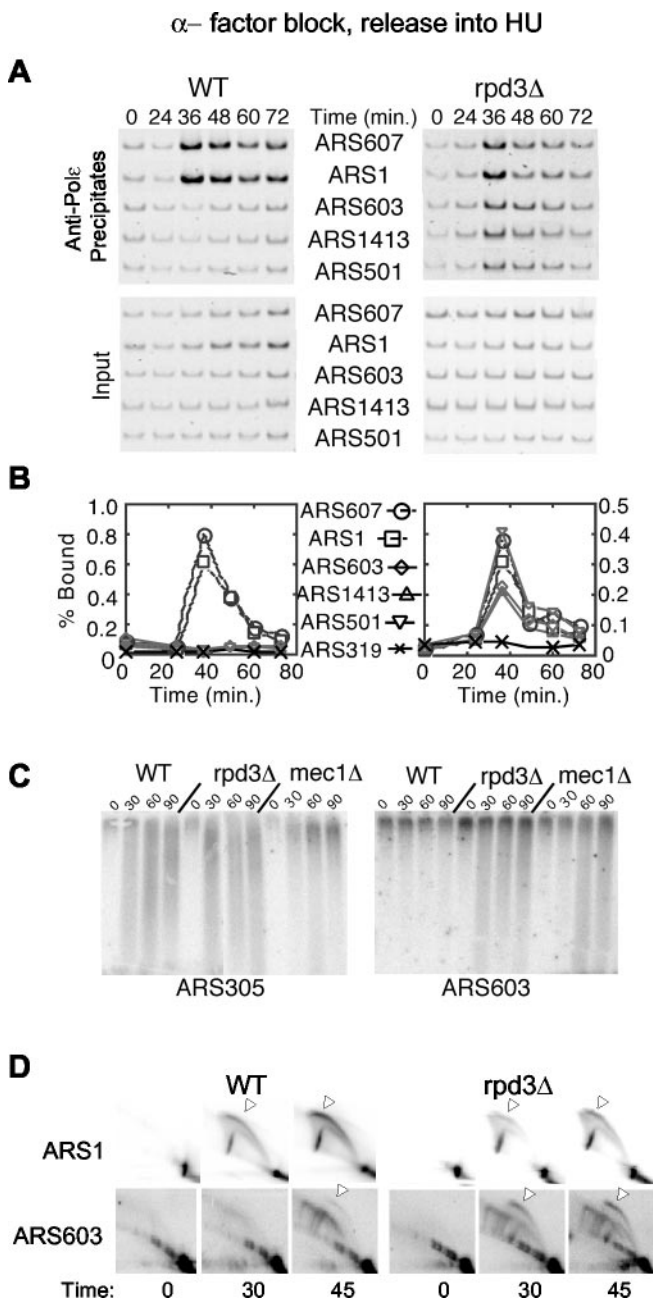 α– factor block, release into HU
A
WT
rpd3Δ
0 24 36 48 60 72 Time (min.) 0 24 36 48 60 72
Anti-Polε Precipitates
ARS607
ARS1
ARS603
ARS1413
ARS501
Input
ARS607
ARS1
ARS603
ARS1413
ARS501
B
% Bound
1.0
0.8
0.6
0.4
0.2
0 20 40 60 80
Time (min.)
ARS607
ARS1
ARS603
ARS1413
ARS501
ARS319
0.5
0.4
0.3
0.2
0.1
0
0 20 40 60 80
Time (min.)
C
WT rpd3Δ mec1Δ
0 30 60 90 0 30 60 90 0 30 60 90
ARS305
WT rpd3Δ mec1Δ
0 30 60 90 0 30 60 90 0 30 60 90
ARS603
D
WT
rpd3Δ
ARS1
ARS603
Time: 0 30 45 0 30 45